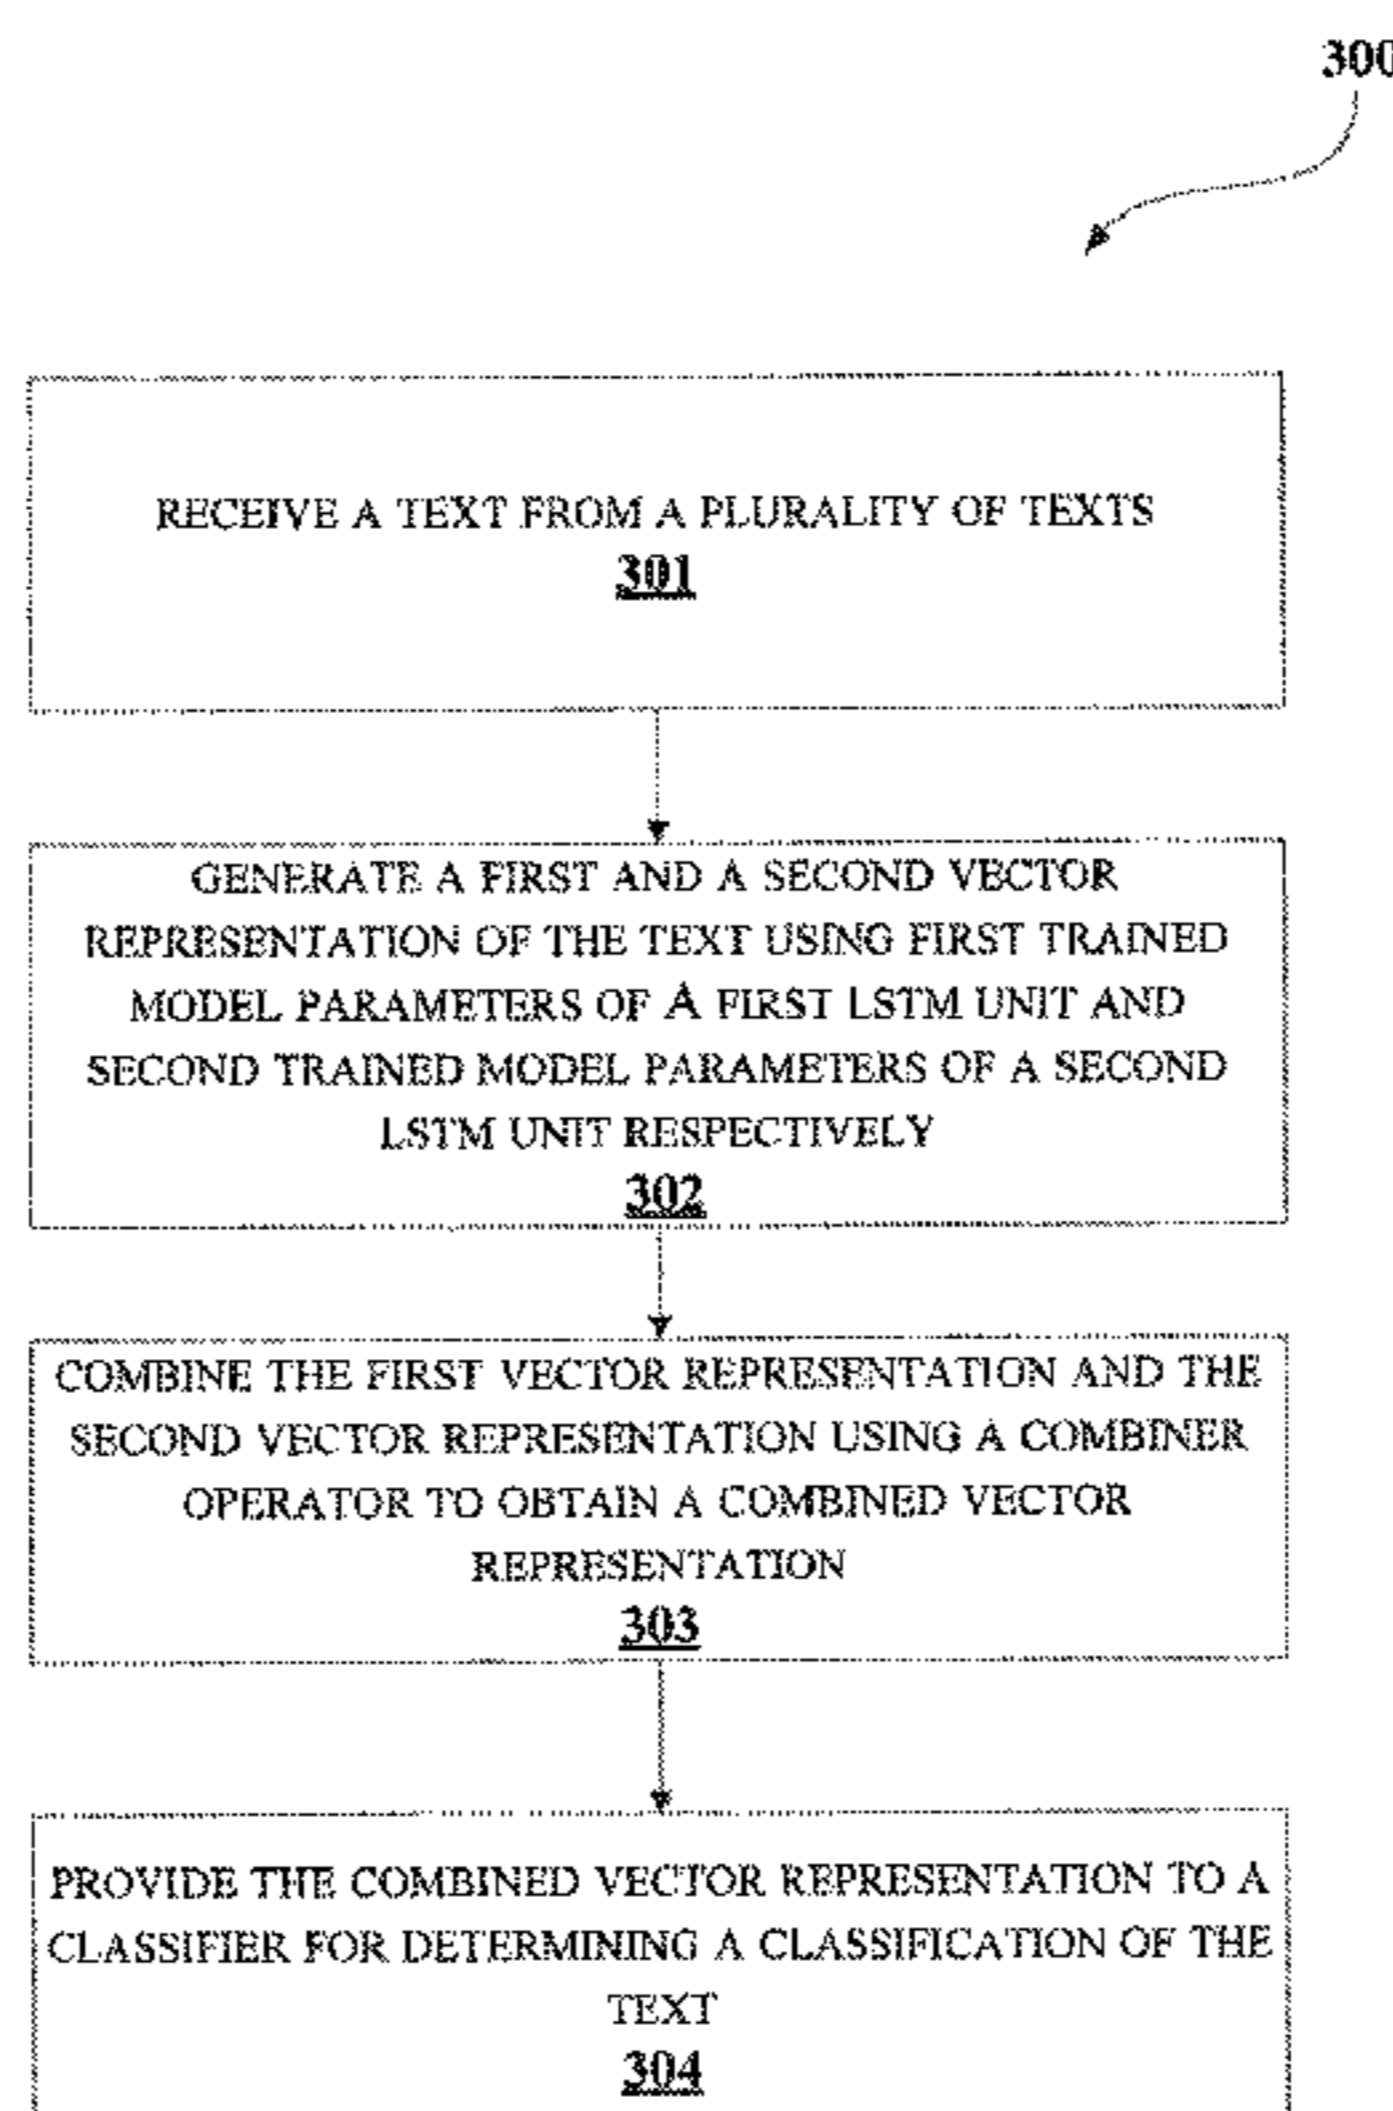 300
RECEIVE A TEXT FROM A PLURALITY OF TEXTS
301
GENERATE A FIRST AND A SECOND VECTOR
REPRESENTATION OF THE TEXT USING FIRST TRAINED
MODEL PARAMETERS OF A FIRST LSTM UNIT AND
SECOND TRAINED MODEL PARAMETERS OF A SECOND
LSTM UNIT RESPECTIVELY
302
COMBINE THE FIRST VECTOR REPRESENTATION AND THE
SECOND VECTOR REPRESENTATION USING A COMBINER
OPERATOR TO OBTAIN A COMBINED VECTOR
REPRESENTATION
303
PROVIDE THE COMBINED VECTOR REPRESENTATION TO A
CLASSIFIER FOR DETERMINING A CLASSIFICATION OF THE
TEXT
304